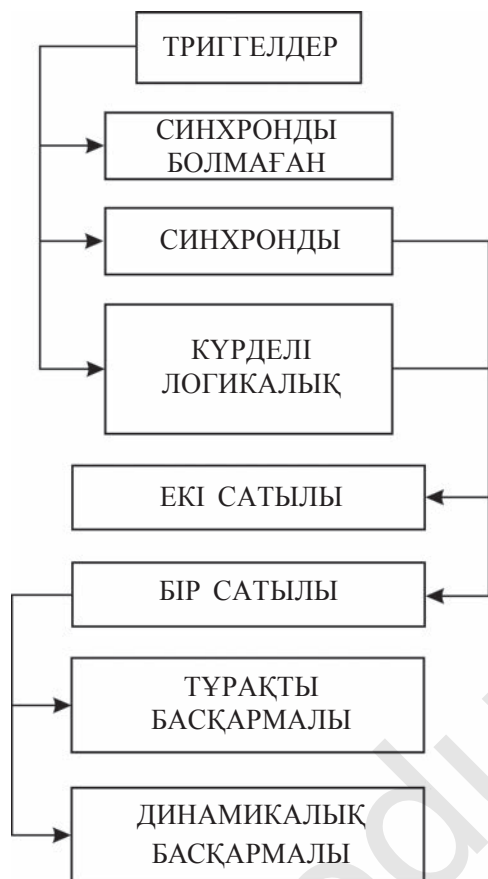 ТРИГГЕЛДЕР
СИНХРОНДЫ
БОЛМАҒАН
СИНХРОНДЫ
КҮРДЕЛІ
ЛОГИКАЛЫҚ
ЕКІ САТЫЛЫ
БІР САТЫЛЫ
ТҰРАҚТЫ
БАСҚАРМАЛЫ
ДИНАМИКАЛЫҚ
БАСҚАРМАЛЫ